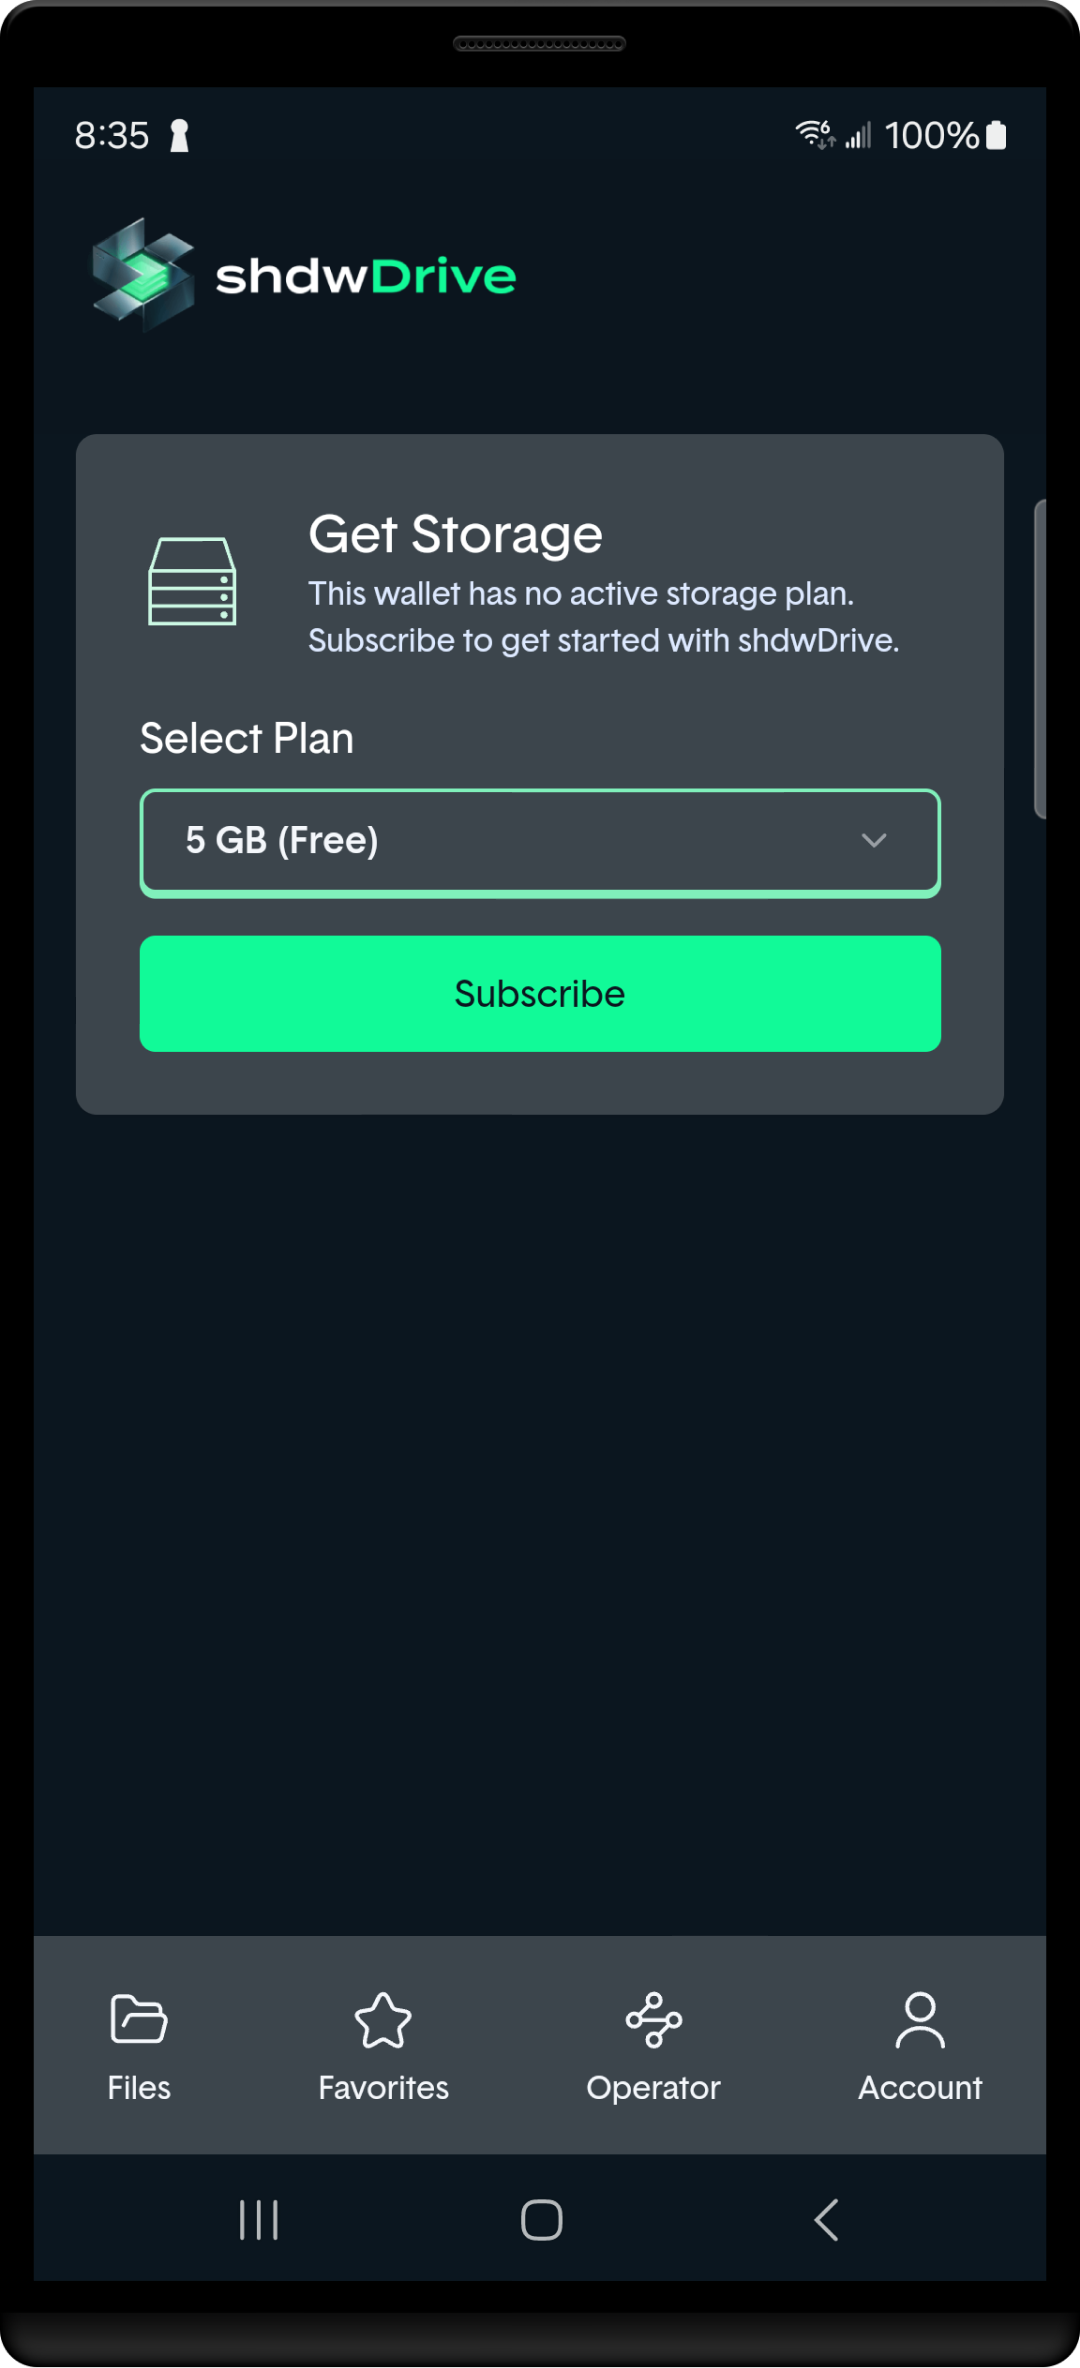 8:35
6 100%
shdwDrive
Get Storage
This wallet has no active storage plan.
Subscribe to get started with shdwDrive.
Select Plan
5 GB (Free)
Subscribe
Files Favorites Operator Account